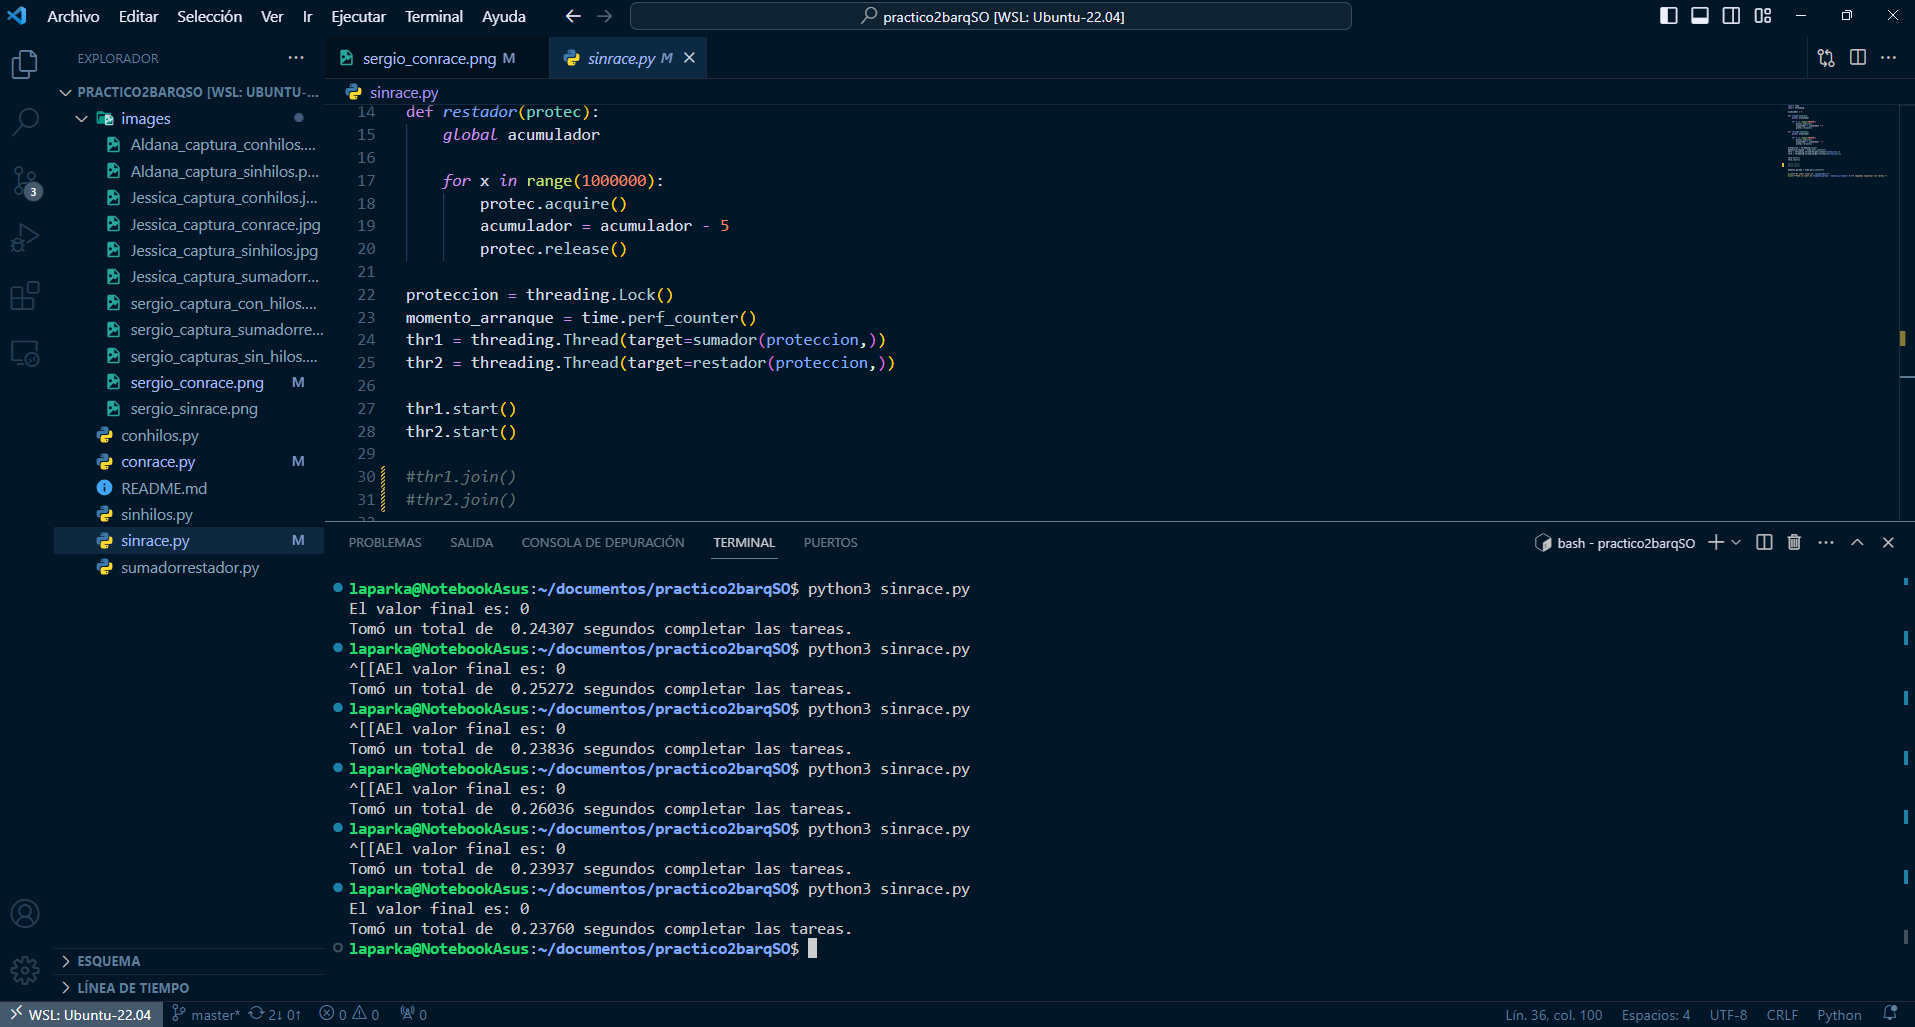 Archivo Editar Selección Ver Ir Ejecutar Terminal Ayuda
practico2barqSO [WSL: Ubuntu-22.04]
EXPLORADOR
PRACTICO2BARQSO [WSL: UBUNTU-...
images
Aldana_captura_conhilos....
Aldana_captura_sinhilos.p...
Jessica_captura_conhilos.j...
Jessica_captura_conrace.jpg
Jessica_captura_sinhilos.jpg
Jessica_captura_sumadorr...
sergio_captura_con_hilos....
sergio_captura_sumadorre...
sergio_capturas_sin_hilos....
sergio_conrace.png M
sergio_sinrace.png
conhilos.py
conrace.py M
README.md
sinhilos.py
sinrace.py M
sumadorrestador.py
ESQUEMA
LÍNEA DE TIEMPO
3
sergio_conrace.png M
sinrace.py M
sinrace.py
14 def restador(protec):
15 global acumulador
16
17 for x in range(1000000):
18 protec.acquire()
19 acumulador = acumulador - 5
20 protec.release()
21
22 proteccion = threading.Lock()
23 momento_arranque = time.perf_counter()
24 thr1 = threading.Thread(target=sumador(proteccion,))
25 thr2 = threading.Thread(target=restador(proteccion,))
26
27 thr1.start()
28 thr2.start()
29
30 #thr1.join()
31 #thr2.join()
PROBLEMAS SALIDA CONSOLA DE DEPURACIÓN TERMINAL PUERTOS
bash - practico2barqSO
laparka@NotebookAsus:~/documentos/practico2barqSO$ python3 sinrace.py
El valor final es: 0
Tomó un total de  0.24307 segundos completar las tareas.
laparka@NotebookAsus:~/documentos/practico2barqSO$ python3 sinrace.py
^[[AEl valor final es: 0
Tomó un total de  0.25272 segundos completar las tareas.
laparka@NotebookAsus:~/documentos/practico2barqSO$ python3 sinrace.py
^[[AEl valor final es: 0
Tomó un total de  0.23836 segundos completar las tareas.
laparka@NotebookAsus:~/documentos/practico2barqSO$ python3 sinrace.py
^[[AEl valor final es: 0
Tomó un total de  0.26036 segundos completar las tareas.
laparka@NotebookAsus:~/documentos/practico2barqSO$ python3 sinrace.py
^[[AEl valor final es: 0
Tomó un total de  0.23937 segundos completar las tareas.
laparka@NotebookAsus:~/documentos/practico2barqSO$ python3 sinrace.py
El valor final es: 0
Tomó un total de  0.23760 segundos completar las tareas.
laparka@NotebookAsus:~/documentos/practico2barqSO$
WSL: Ubuntu-22.04 master* 2↓ 0↑ 0 0 0 Lín. 36, col. 100 Espacios: 4 UTF-8 CRLF Python